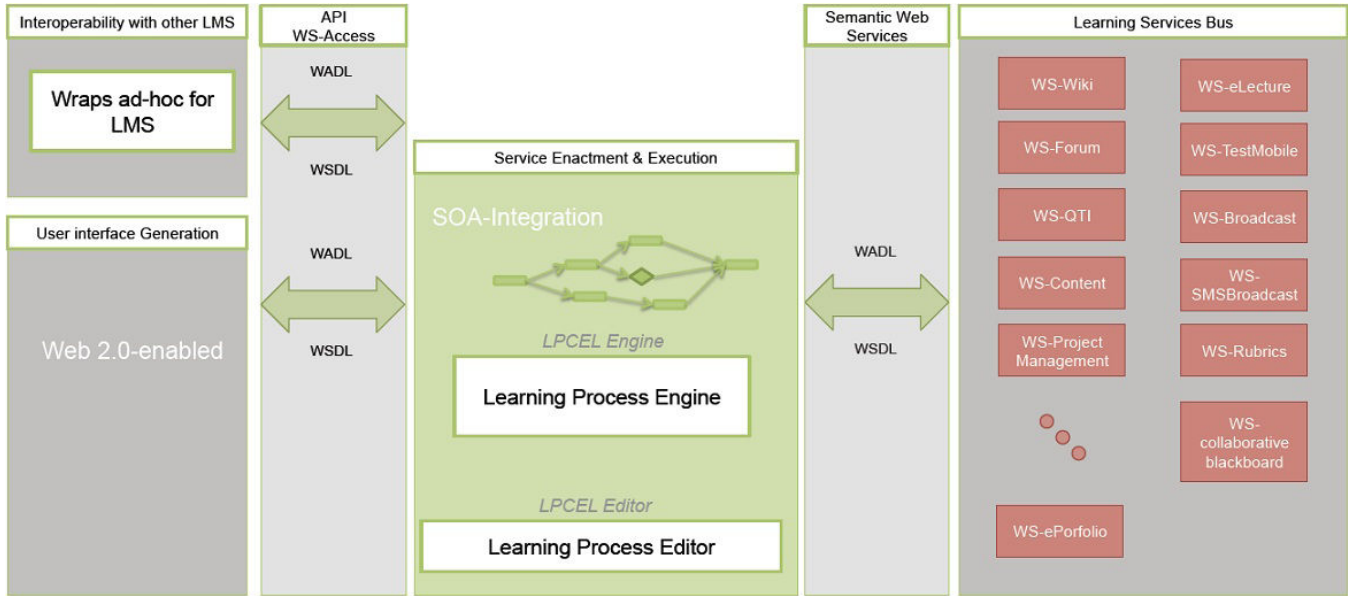 Interoperability with other LMS
Wraps ad-hoc for
LMS
User interface Generation
Web 2.0-enabled
API
WS-Access
WADL
WSDL
WADL
WSDL
Service Enactment & Execution
SOA-Integration
LPCEL Engine
Learning Process Engine
LPCEL Editor
Learning Process Editor
Semantic Web
Services
WADL
WSDL
Learning Services Bus
WS-Wiki
WS-Forum
WS-QTI
WS-Content
WS-Project
Management
WS-ePorfolio
WS-eLecture
WS-TestMobile
WS-Broadcast
WS-
SMSBroadcast
WS-Rubrics
WS-
collaborative
blackboard